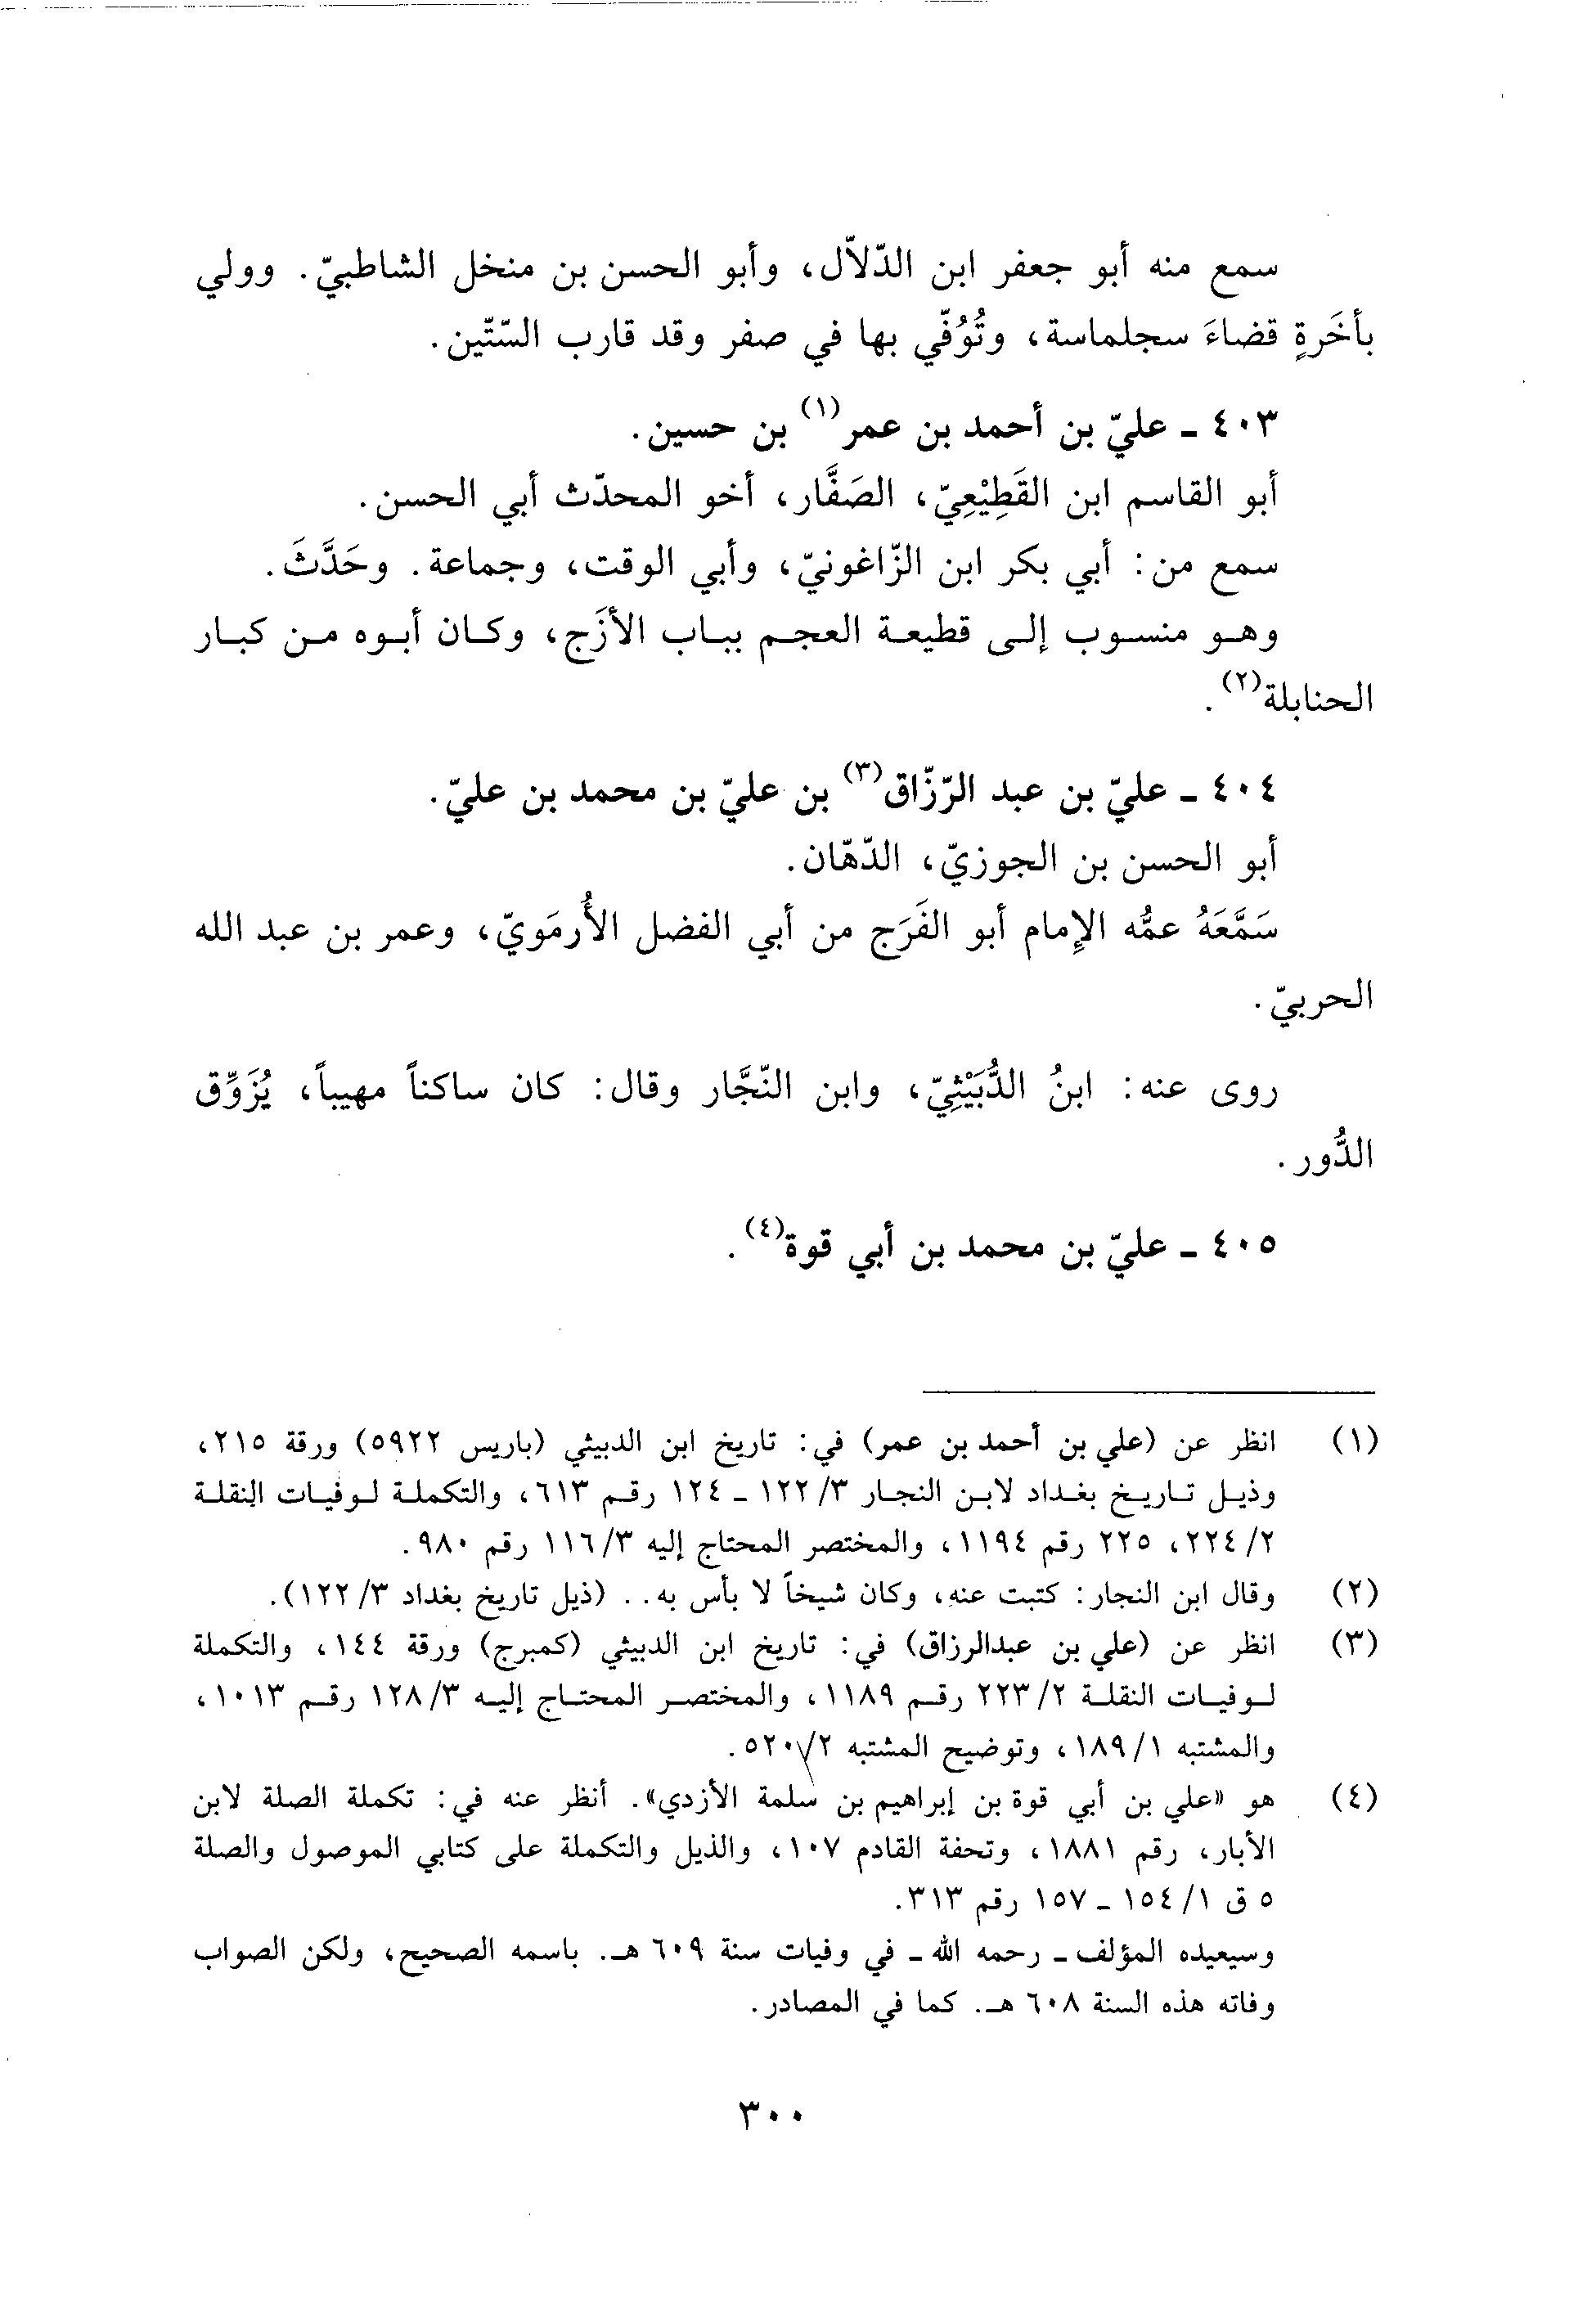 سمع منه أبو جعفر ابن الدّلاّل، وأبو الحسن بن منخل الشاطبيّ. وولي
بأخَرةٍ قضاءَ سجلماسة، وتُوُفّي بها في صفر وقد قارب السّتّين.
٤٠٣ ـ عليّ بن أحمد بن عمر(١) بن حسين.
أبو القاسم ابن القَطِيْعِيّ، الصَفَّار، أخو المحدّث أبي الحسن.
سمع من: أبي بكر ابن الزّاغونيّ، وأبي الوقت، وجماعة. وحَدَّثَ.
وهو منسوب إلى قطيعة العجم بباب الأزَج، وكان أبوه من كبار
الحنابلة(٢).
٤٠٤ ـ عليّ بن عبد الرّزّاق(٣) بن عليّ بن محمد بن عليّ.
أبو الحسن بن الجوزيّ، الدّهّان.
سَمَّعَهُ عمُّه الإمام أبو الفَرَج من أبي الفضل الأُرمَويّ، وعمر بن عبد الله
الحربيّ.
روى عنه: ابنُ الدُّبَيْثِيّ، وابن النّجَّار وقال: كان ساكناً مهيباً، يُزَوِّق
الدُّور.
٤٠٥ ـ عليّ بن محمد بن أبي قوة(٤).
(١) انظر عن (علي بن أحمد بن عمر) في: تاريخ ابن الدبيثي (باريس ٥٩٢٢) ورقة ٢١٥،
وذيل تاريخ بغداد لابن النجار ٣/ ١٢٢ ـ ١٢٤ رقم ٦١٣، والتكملة لوفيات النقلة
٢/ ٢٢٤، ٢٢٥ رقم ١١٩٤، والمختصر المحتاج إليه ٣/ ١١٦ رقم ٩٨٠.
(٢) وقال ابن النجار: كتبت عنه، وكان شيخاً لا بأس به.. (ذيل تاريخ بغداد ٣/ ١٢٢).
(٣) انظر عن (علي بن عبدالرزاق) في: تاريخ ابن الدبيثي (كمبرج) ورقة ١٤٤، والتكملة
لوفيات النقلة ٢/ ٢٢٣ رقم ١١٨٩، والمختصر المحتاج إليه ٣/ ١٢٨ رقم ١٠١٣،
والمشتبه ١/ ١٨٩، وتوضيح المشتبه ٢/ ٥٢٠.
(٤) هو «علي بن أبي قوة بن إبراهيم بن سلمة الأزدي». أنظر عنه في: تكملة الصلة لابن
الأبار، رقم ١٨٨١، وتحفة القادم ١٠٧، والذيل والتكملة على كتابي الموصول والصلة
٥ ق ١/ ١٥٤ ـ ١٥٧ رقم ٣١٣.
وسيعيده المؤلف ـ رحمه الله ـ في وفيات سنة ٦٠٩ هـ. باسمه الصحيح، ولكن الصواب
وفاته هذه السنة ٦٠٨ هـ. كما في المصادر.
٣٠٠